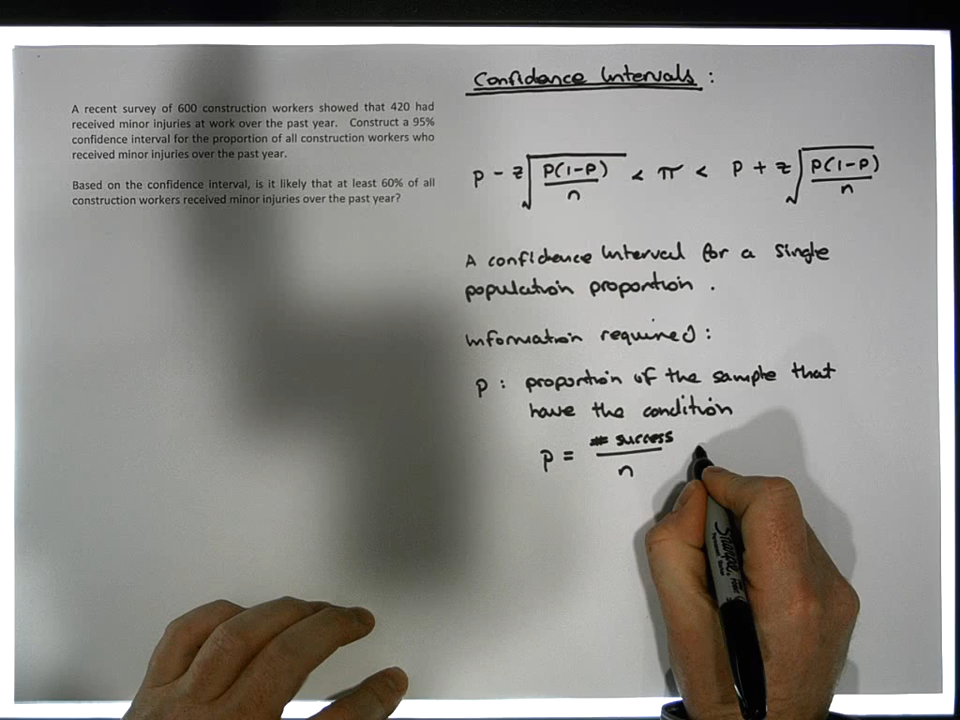 A recent survey of 600 construction workers showed that 420 had
received minor injuries at work over the past year. Construct a 95%
confidence interval for the proportion of all construction workers who
received minor injuries over the past year.
Based on the confidence interval, is it likely that at least 60% of all
construction workers received minor injuries over the past year?
Confidence Intervals :
p - z√(p(1-p)/n) < π < p + z√(p(1-p)/n)
A confidence interval for a single
population proportion .
Information required :
p : proportion of the sample that
have the condition
p = # success / n
Sharpie